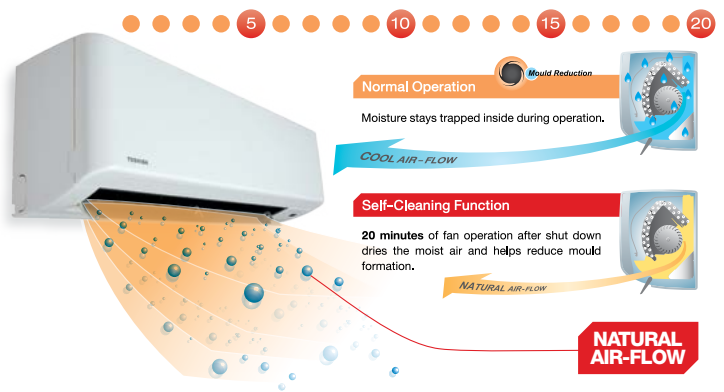 5 10 15 20
Mould Reduction
Normal Operation
Moisture stays trapped inside during operation.
COOL AIR-FLOW
TOSHIBA
Self-Cleaning Function
20 minutes of fan operation after shut down
dries the moist air and helps reduce mould
formation.
NATURAL AIR-FLOW
NATURAL
AIR-FLOW